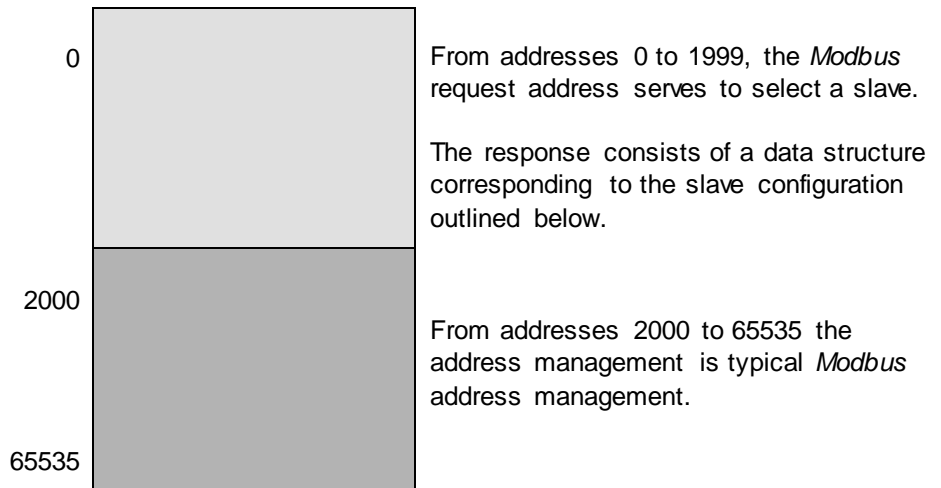 0
From addresses 0 to 1999, the Modbus
request address serves to select a slave.
The response consists of a data structure
corresponding to the slave configuration
outlined below.
2000
From addresses 2000 to 65535 the
address management is typical Modbus
address management.
65535